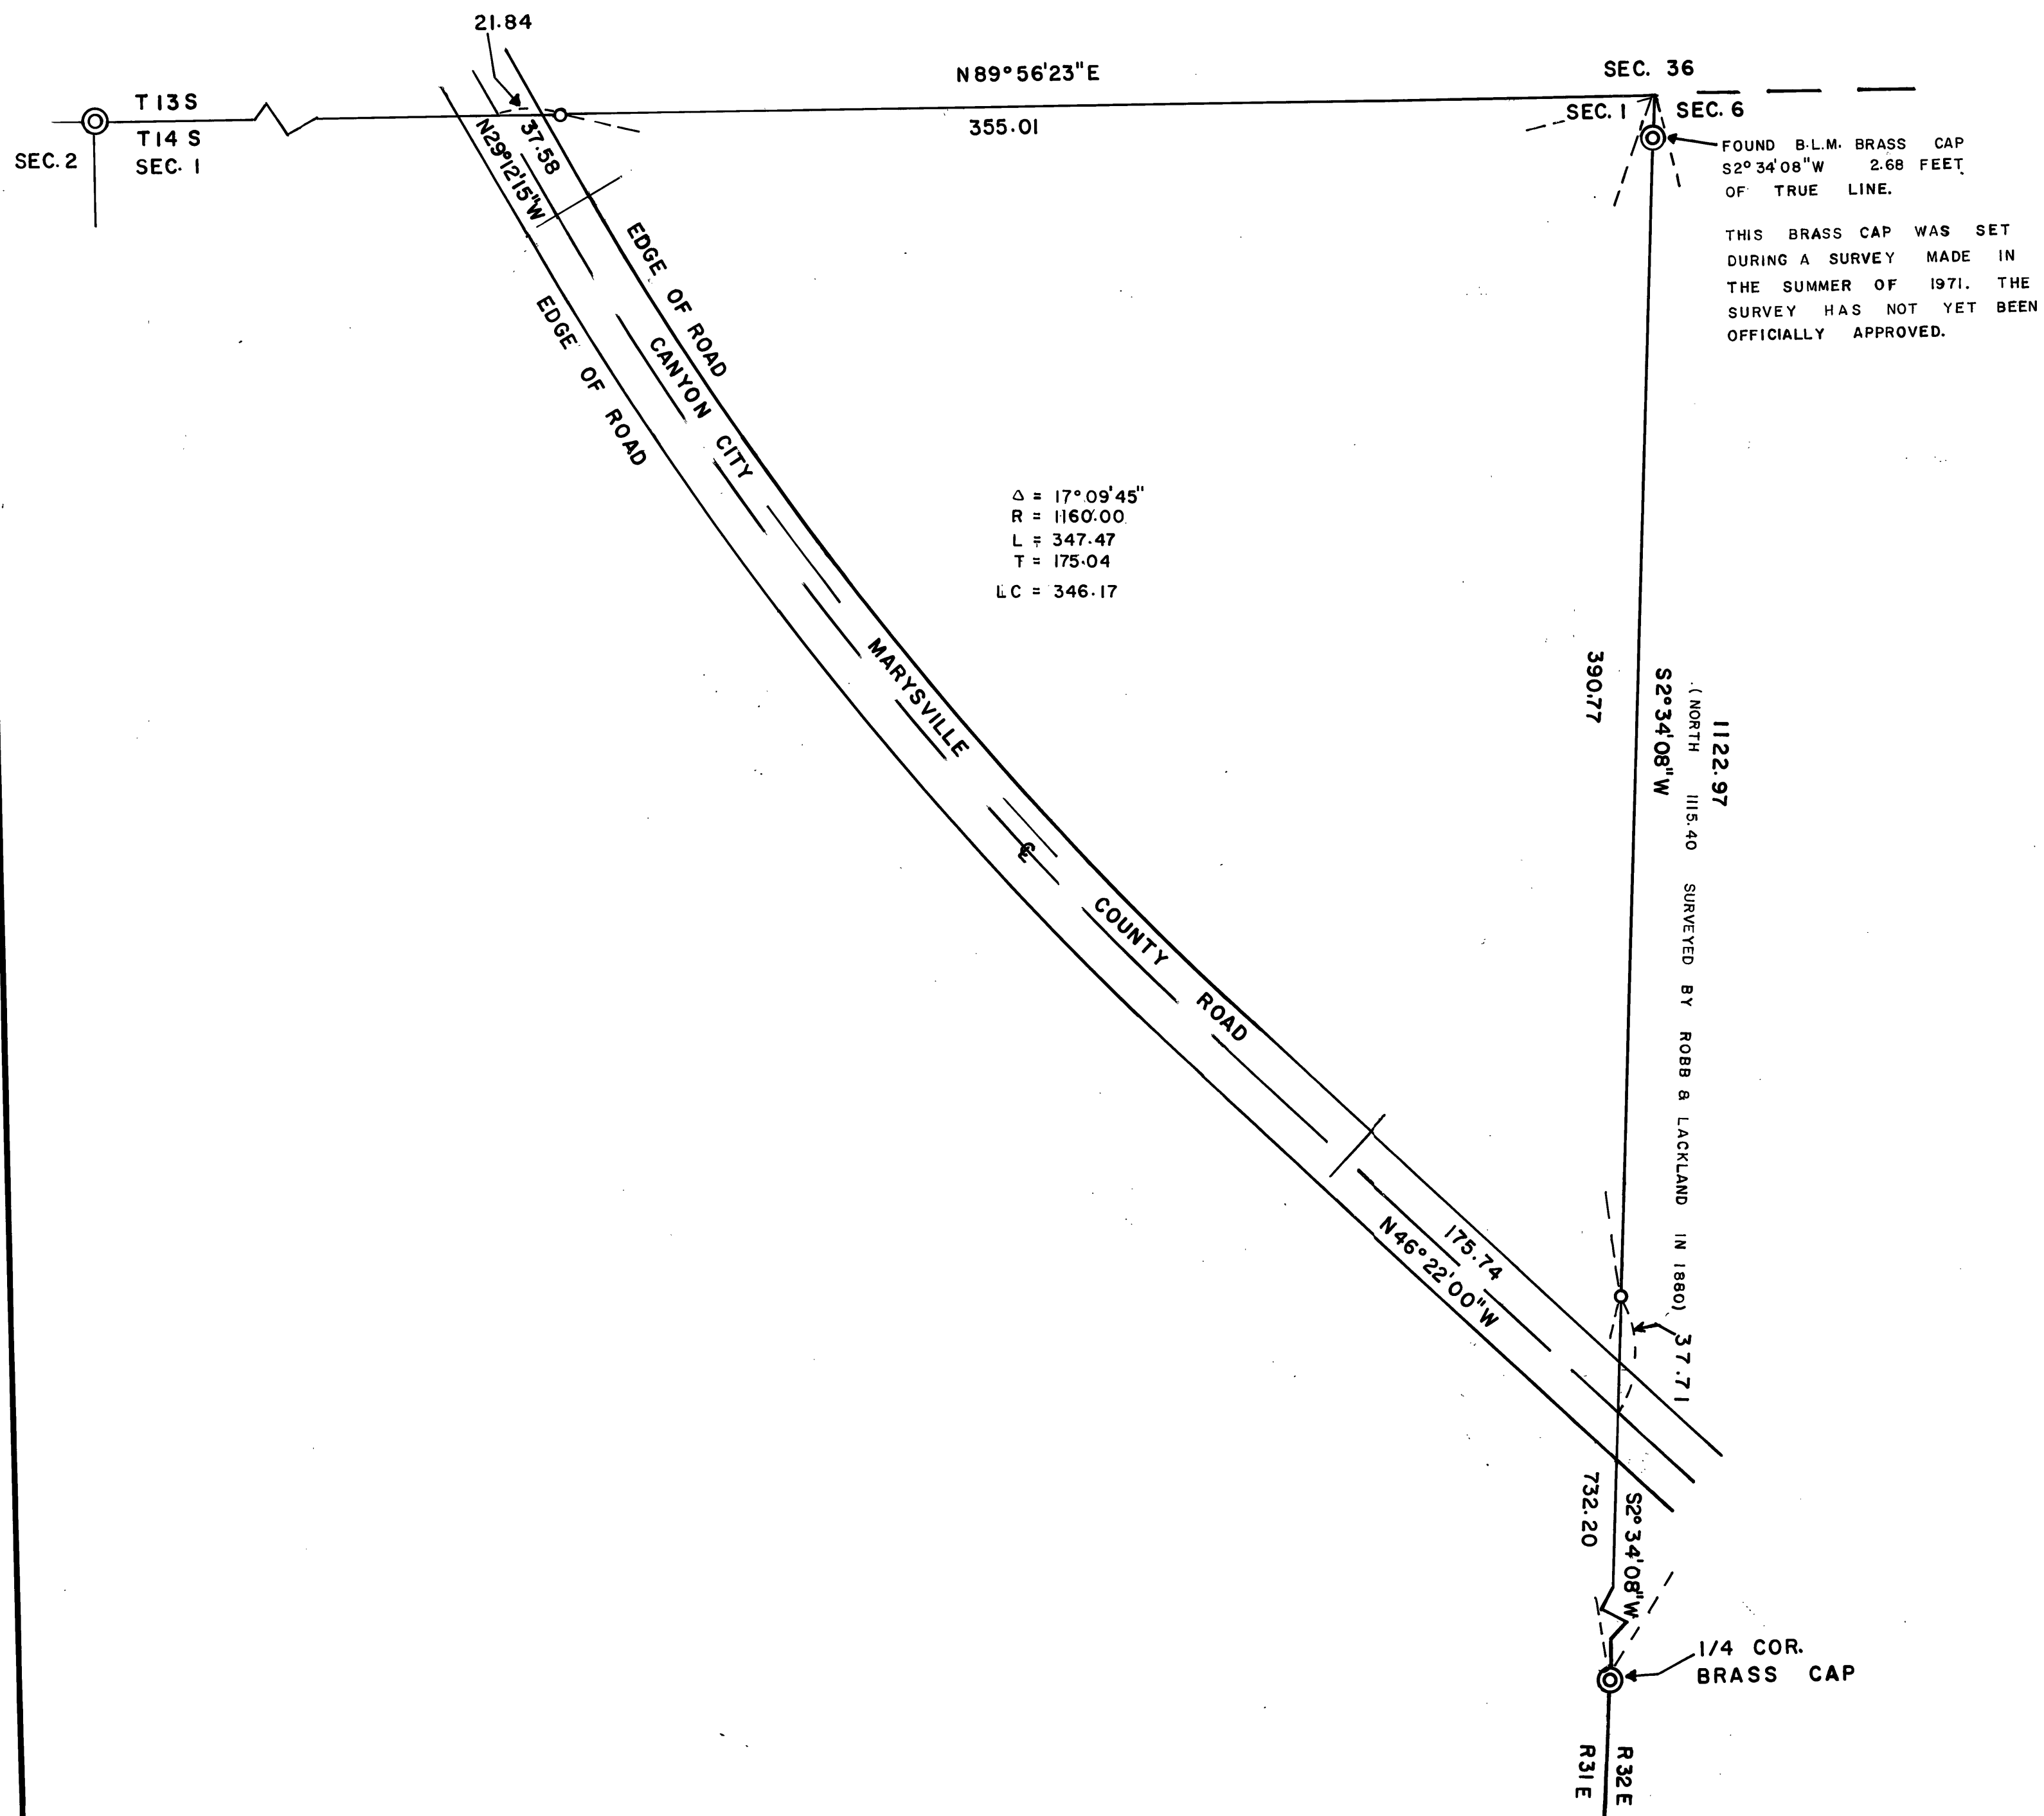 21.84
N 89°56'23" E
SEC. 36
T 13 S
355.01
SEC. 1
SEC. 6
T 14 S
SEC. 2
SEC. 1
37.58
N29°12'15"W
FOUND B.L.M. BRASS CAP
S2° 34' 08" W 2.68 FEET
OF TRUE LINE.
THIS BRASS CAP WAS SET
DURING A SURVEY MADE IN
THE SUMMER OF 1971. THE
SURVEY HAS NOT YET BEEN
OFFICIALLY APPROVED.
EDGE OF ROAD
EDGE OF ROAD
CANYON CITY MARYSVILLE COUNTY ROAD
℄
Δ = 17° 09' 45"
R = 1160.00
L = 347.47
T = 175.04
LC = 346.17
390.77
S2°34'08"W
1122.97
(NORTH 1115.40 SURVEYED BY ROBB & LACKLAND IN 1880)
175.74
N46°22'00"W
37.71
732.20
S2°34'08"W
1/4 COR.
BRASS CAP
R31E
R32E